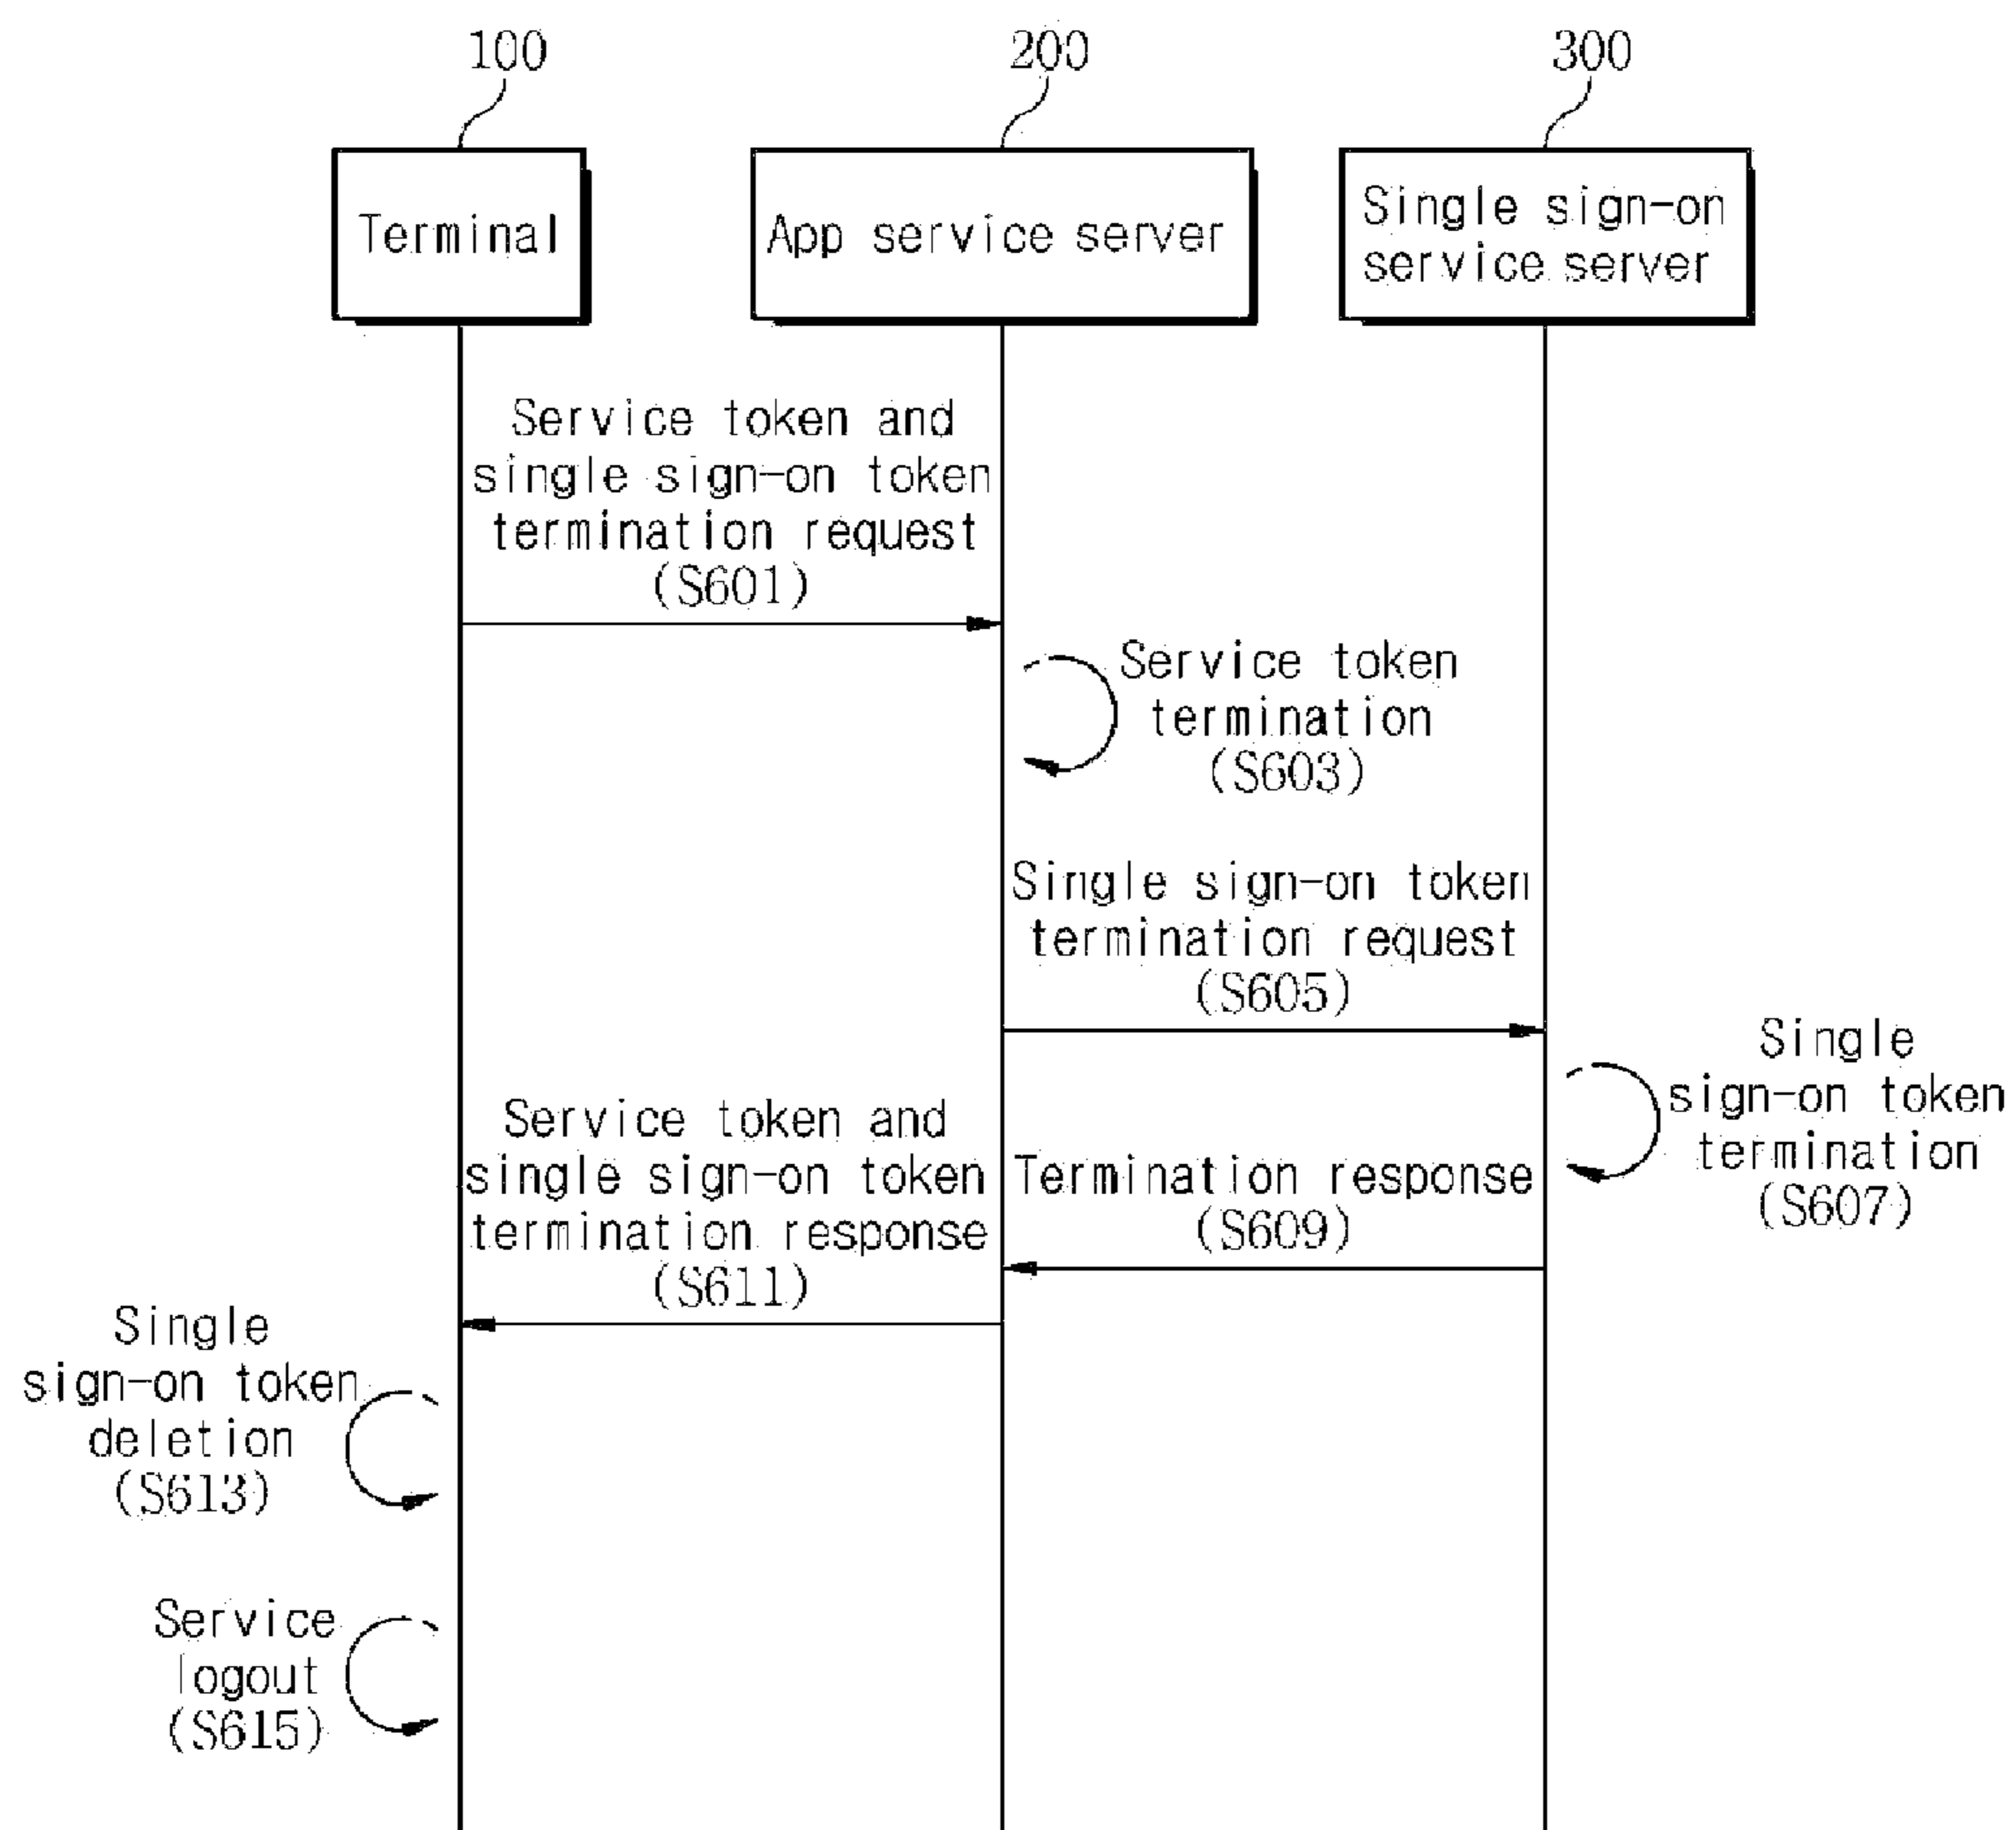 100
200
300
Terminal
App service server
Single sign-on
service server
Service token and
single sign-on token
termination request
(S601)
Service token
termination
(S603)
Single sign-on token
termination request
(S605)
Single
sign-on token
termination
(S607)
Termination response
(S609)
Service token and
single sign-on token
termination response
(S611)
Single
sign-on token
deletion
(S613)
Service
logout
(S615)